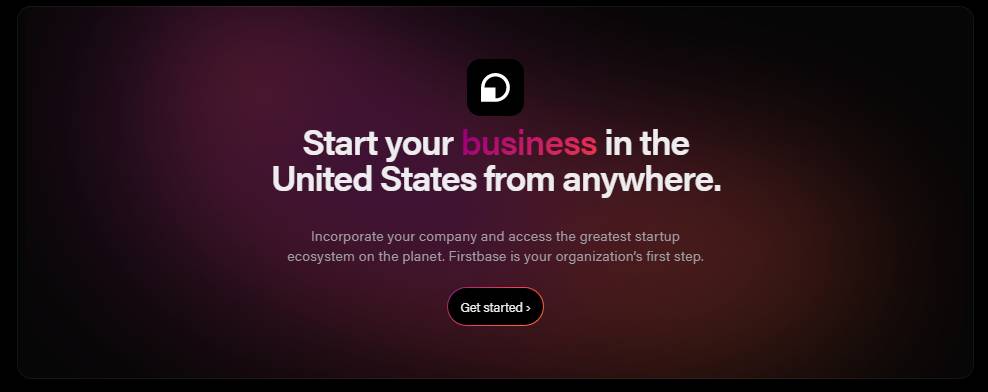 Start your business in the
United States from anywhere.
Incorporate your company and access the greatest startup
ecosystem on the planet. Firstbase is your organization's first step.
Get started ›